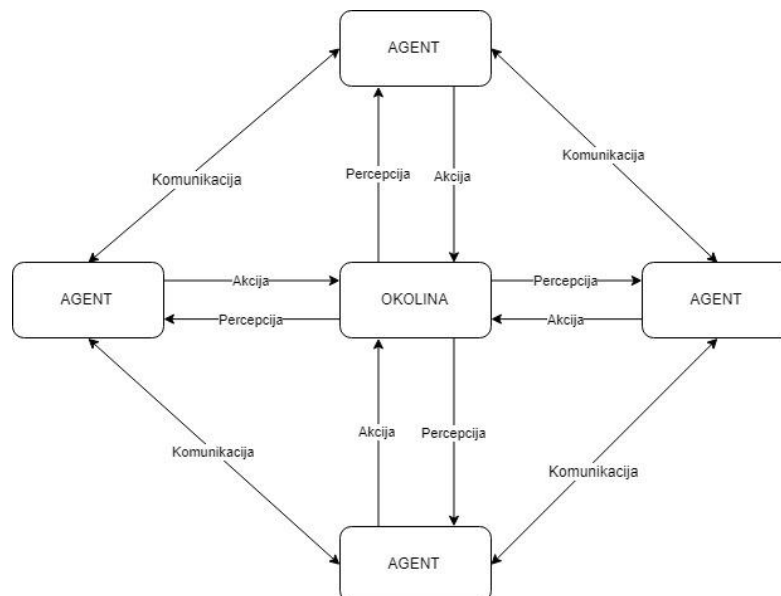 AGENT
Komunikacija
Komunikacija
Percepcija
Akcija
AGENT
Akcija
Percepcija
OKOLINA
Percepcija
Akcija
AGENT
Komunikacija
Akcija
Percepcija
Komunikacija
AGENT